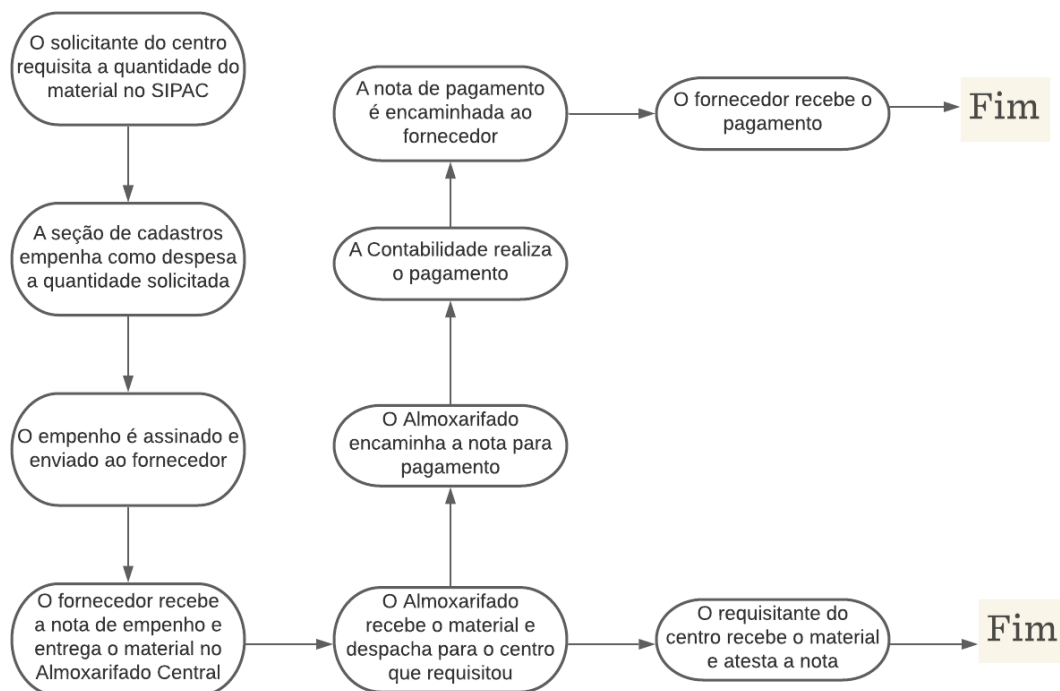 O solicitante do centro
requisita a quantidade do
material no SIPAC
A seção de cadastros
empenha como despesa
a quantidade solicitada
O empenho é assinado e
enviado ao fornecedor
O fornecedor recebe
a nota de empenho e
entrega o material no
Almoxarifado Central
O Almoxarifado
recebe o material e
despacha para o centro
que requisitou
O Almoxarifado
encaminha a nota para
pagamento
A Contabilidade realiza
o pagamento
A nota de pagamento
é encaminhada ao
fornecedor
O fornecedor recebe o
pagamento
Fim
O requisitante do
centro recebe o material
e atesta a nota
Fim